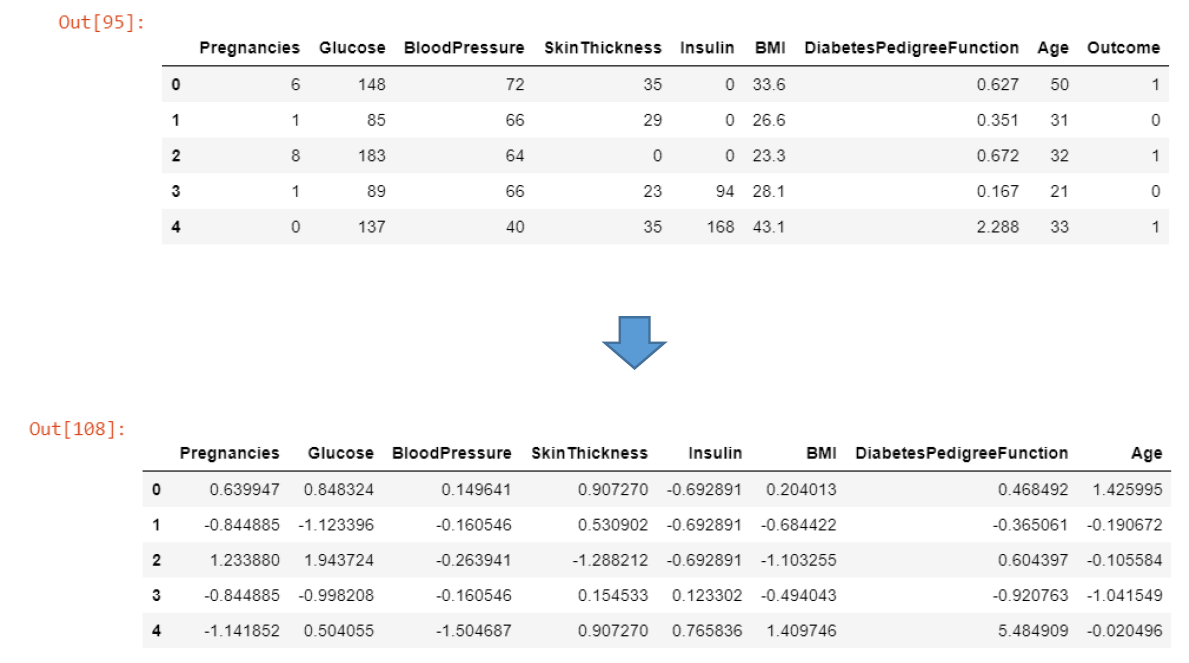 Out[95]:
Pregnancies Glucose BloodPressure SkinThickness Insulin BMI DiabetesPedigreeFunction Age Outcome
0 6 148 72 35 0 33.6 0.627 50 1
1 1 85 66 29 0 26.6 0.351 31 0
2 8 183 64 0 0 23.3 0.672 32 1
3 1 89 66 23 94 28.1 0.167 21 0
4 0 137 40 35 168 43.1 2.288 33 1
Out[108]:
Pregnancies Glucose BloodPressure SkinThickness Insulin BMI DiabetesPedigreeFunction Age
0 0.639947 0.848324 0.149641 0.907270 -0.692891 0.204013 0.468492 1.425995
1 -0.844885 -1.123396 -0.160546 0.530902 -0.692891 -0.684422 -0.365061 -0.190672
2 1.233880 1.943724 -0.263941 -1.288212 -0.692891 -1.103255 0.604397 -0.105584
3 -0.844885 -0.998208 -0.160546 0.154533 0.123302 -0.494043 -0.920763 -1.041549
4 -1.141852 0.504055 -1.504687 0.907270 0.765836 1.409746 5.484909 -0.020496